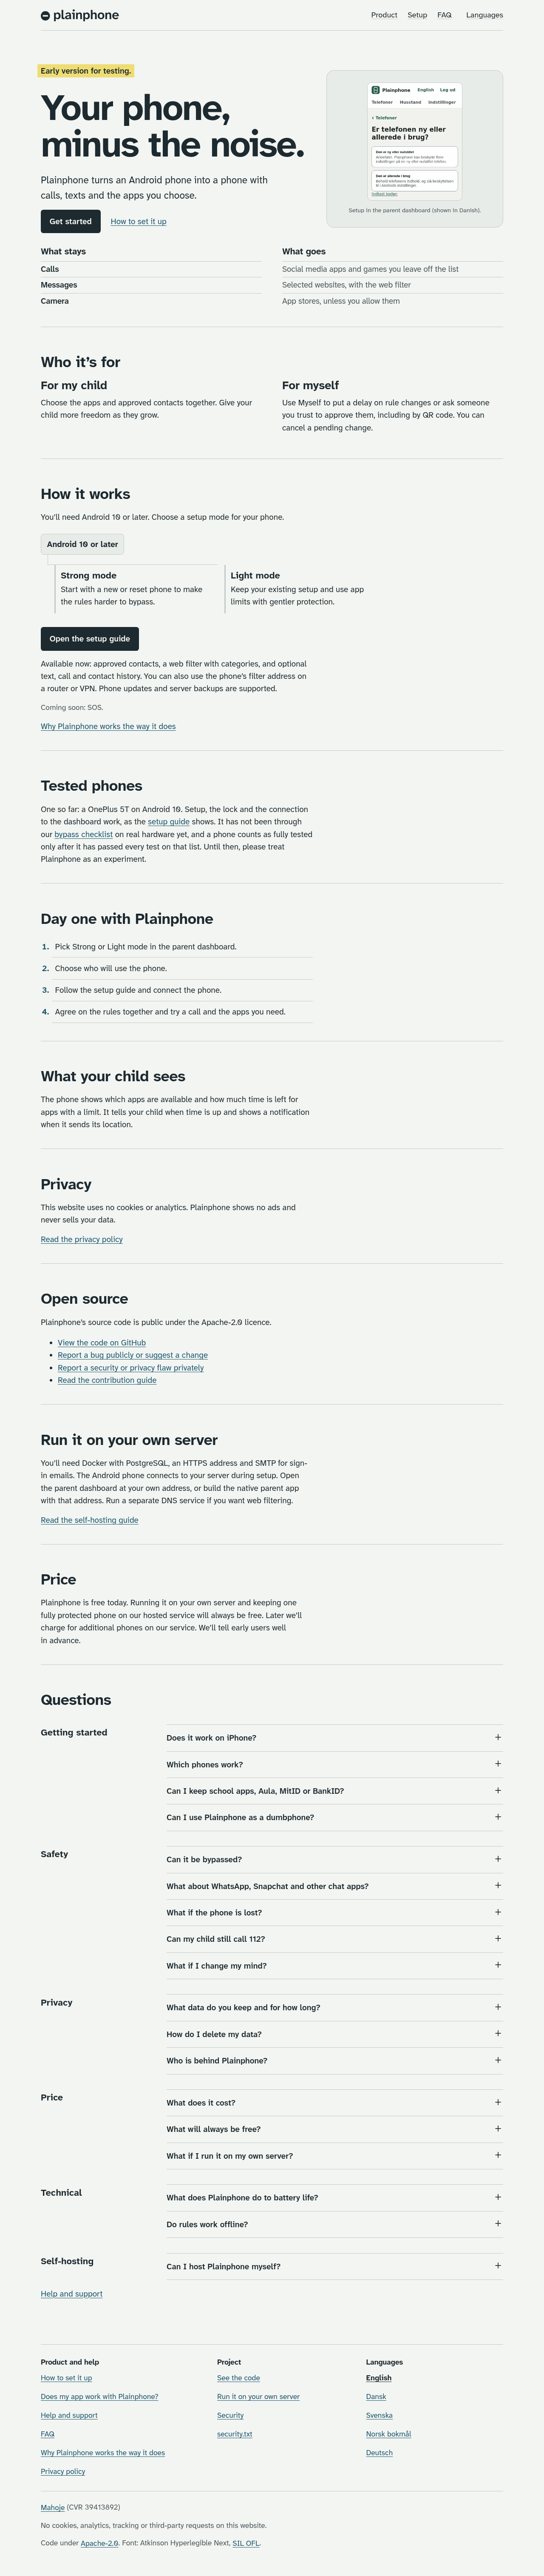 plainphone
Product Setup FAQ Languages
Early version for testing.
Your phone,
minus the noise.
Plainphone turns an Android phone into a phone with
calls, texts and the apps you choose.
Get started How to set it up
Plainphone English Log ud
Telefoner Husstand Indstillinger
‹ Telefoner
Er telefonen ny eller
allerede i brug?
Den er ny eller nulstillet
Den er allerede i brug
Setup in the parent dashboard (shown in Danish).
What stays
Calls
Messages
Camera
What goes
Social media apps and games you leave off the list
Selected websites, with the web filter
App stores, unless you allow them
Who it’s for
For my child
Choose the apps and approved contacts together. Give your
child more freedom as they grow.
For myself
Use Myself to put a delay on rule changes or ask someone
you trust to approve them, including by QR code. You can
cancel a pending change.
How it works
You’ll need Android 10 or later. Choose a setup mode for your phone.
Android 10 or later
Strong mode
Start with a new or reset phone to make
the rules harder to bypass.
Light mode
Keep your existing setup and use app
limits with gentler protection.
Open the setup guide
Available now: approved contacts, a web filter with categories, and optional
text, call and contact history. You can also use the phone’s filter address on
a router or VPN. Phone updates and server backups are supported.
Coming soon: SOS.
Why Plainphone works the way it does
Tested phones
One so far: a OnePlus 5T on Android 10. Setup, the lock and the connection
to the dashboard work, as the setup guide shows. It has not been through
our bypass checklist on real hardware yet, and a phone counts as fully tested
only after it has passed every test on that list. Until then, please treat
Plainphone as an experiment.
Day one with Plainphone
1. Pick Strong or Light mode in the parent dashboard.
2. Choose who will use the phone.
3. Follow the setup guide and connect the phone.
4. Agree on the rules together and try a call and the apps you need.
What your child sees
The phone shows which apps are available and how much time is left for
apps with a limit. It tells your child when time is up and shows a notification
when it sends its location.
Privacy
This website uses no cookies or analytics. Plainphone shows no ads and
never sells your data.
Read the privacy policy
Open source
Plainphone’s source code is public under the Apache-2.0 licence.
• View the code on GitHub
• Report a bug publicly or suggest a change
• Report a security or privacy flaw privately
• Read the contribution guide
Run it on your own server
You’ll need Docker with PostgreSQL, an HTTPS address and SMTP for sign-
in emails. The Android phone connects to your server during setup. Open
the parent dashboard at your own address, or build the native parent app
with that address. Run a separate DNS service if you want web filtering.
Read the self-hosting guide
Price
Plainphone is free today. Running it on your own server and keeping one
fully protected phone on our hosted service will always be free. Later we’ll
charge for additional phones on our service. We’ll tell early users well
in advance.
Questions
Getting started
Does it work on iPhone?
Which phones work?
Can I keep school apps, Aula, MitID or BankID?
Can I use Plainphone as a dumbphone?
Safety
Can it be bypassed?
What about WhatsApp, Snapchat and other chat apps?
What if the phone is lost?
Can my child still call 112?
What if I change my mind?
Privacy
What data do you keep and for how long?
How do I delete my data?
Who is behind Plainphone?
Price
What does it cost?
What will always be free?
What if I run it on my own server?
Technical
What does Plainphone do to battery life?
Do rules work offline?
Self-hosting
Can I host Plainphone myself?
Help and support
Product and help
How to set it up
Does my app work with Plainphone?
Help and support
FAQ
Why Plainphone works the way it does
Privacy policy
Project
See the code
Run it on your own server
Security
security.txt
Languages
English
Dansk
Svenska
Norsk bokmål
Deutsch
Mahoje (CVR 39413892)
No cookies, analytics, tracking or third-party requests on this website.
Code under Apache-2.0. Font: Atkinson Hyperlegible Next, SIL OFL.